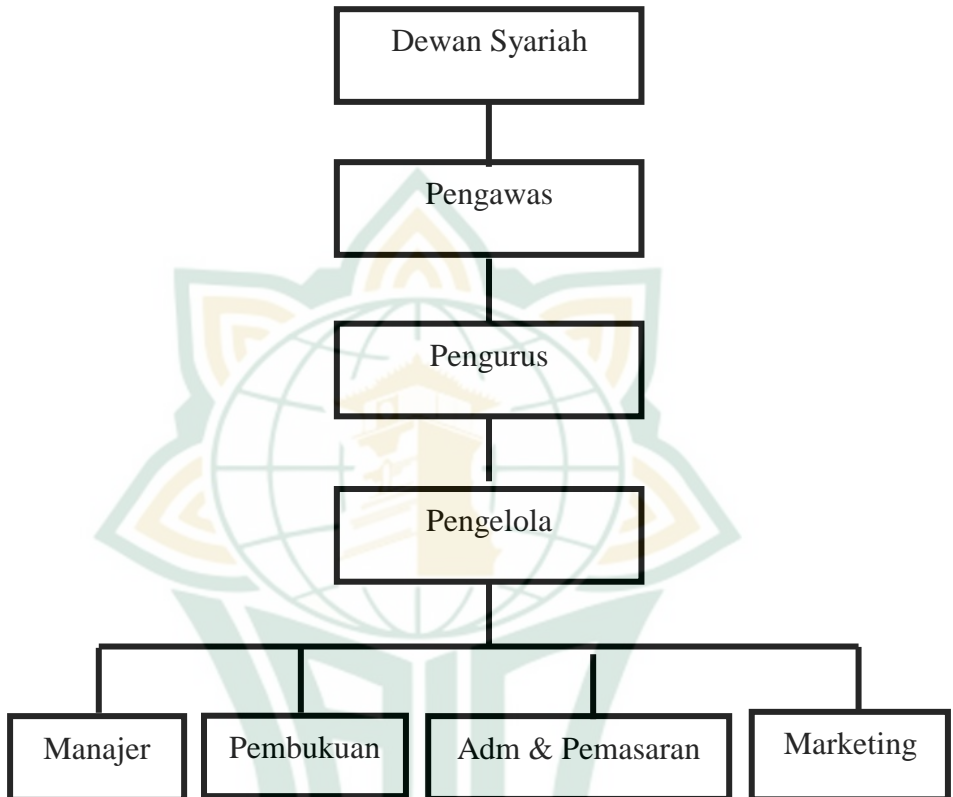 Dewan Syariah
Pengawas
Pengurus
Pengelola
Manajer
Pembukuan
Adm & Pemasaran
Marketing